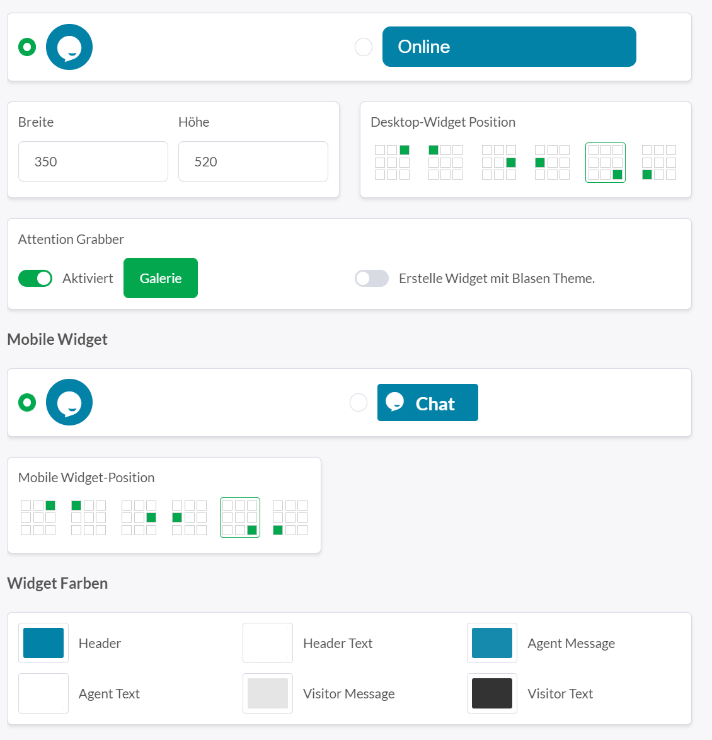 Online
Breite Höhe
350 520
Desktop-Widget Position
Attention Grabber
Aktiviert Galerie Erstelle Widget mit Blasen Theme.
Mobile Widget
Chat
Mobile Widget-Position
Widget Farben
Header Header Text Agent Message
Agent Text Visitor Message Visitor Text